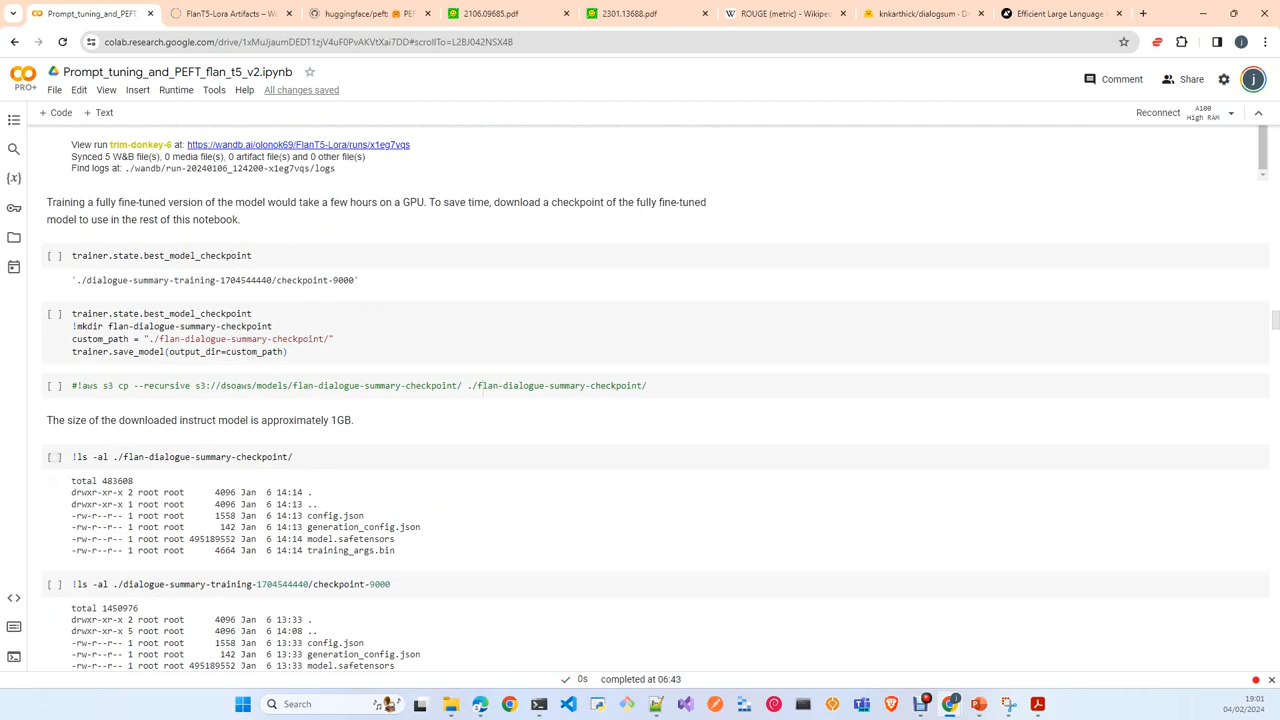 Prompt_tuning_and_PEFT_flan_t5
FlanT5-Lora Artifacts – W
huggingface/peft: PEF
2106.09685.pdf
2301.13688.pdf
ROUGE (metric) - Wikipe
knkarthick/dialogsum · Da
Efficient Large Language
colab.research.google.com/drive/1xMuJjaumDEDT1zjV4uF0PvAKVtXai7DD#scrollTo=L2BJ042NSX4B
Prompt_tuning_and_PEFT_flan_t5_v2.ipynb
PRO+
File Edit View Insert Runtime Tools Help All changes saved
Comment Share j
+ Code + Text
Reconnect A100 High RAM
View run trim-donkey-6 at: https://wandb.ai/olonok69/FlanT5-Lora/runs/x1eg7vqs
Synced 5 W&B file(s), 0 media file(s), 0 artifact file(s) and 0 other file(s)
Find logs at: ./wandb/run-20240106_124200-x1eg7vqs/logs
Training a fully fine-tuned version of the model would take a few hours on a GPU. To save time, download a checkpoint of the fully fine-tuned
model to use in the rest of this notebook.
[ ] trainer.state.best_model_checkpoint
'./dialogue-summary-training-1704544440/checkpoint-9000'
[ ] trainer.state.best_model_checkpoint
!mkdir flan-dialogue-summary-checkpoint
custom_path = "./flan-dialogue-summary-checkpoint/"
trainer.save_model(output_dir=custom_path)
[ ] #!aws s3 cp --recursive s3://dsoaws/models/flan-dialogue-summary-checkpoint/ ./flan-dialogue-summary-checkpoint/
The size of the downloaded instruct model is approximately 1GB.
[ ] !ls -al ./flan-dialogue-summary-checkpoint/
total 483608
drwxr-xr-x 2 root root 4096 Jan 6 14:14 .
drwxr-xr-x 1 root root 4096 Jan 6 14:13 ..
-rw-r--r-- 1 root root 1558 Jan 6 14:13 config.json
-rw-r--r-- 1 root root 142 Jan 6 14:13 generation_config.json
-rw-r--r-- 1 root root 495189552 Jan 6 14:14 model.safetensors
-rw-r--r-- 1 root root 4664 Jan 6 14:14 training_args.bin
[ ] !ls -al ./dialogue-summary-training-1704544440/checkpoint-9000
total 1450976
drwxr-xr-x 2 root root 4096 Jan 6 13:33 .
drwxr-xr-x 5 root root 4096 Jan 6 14:08 ..
-rw-r--r-- 1 root root 1558 Jan 6 13:33 config.json
-rw-r--r-- 1 root root 142 Jan 6 13:33 generation_config.json
-rw-r--r-- 1 root root 495189552 Jan 6 13:33 model.safetensors
0s completed at 06:43
Search
19:01
04/02/2024